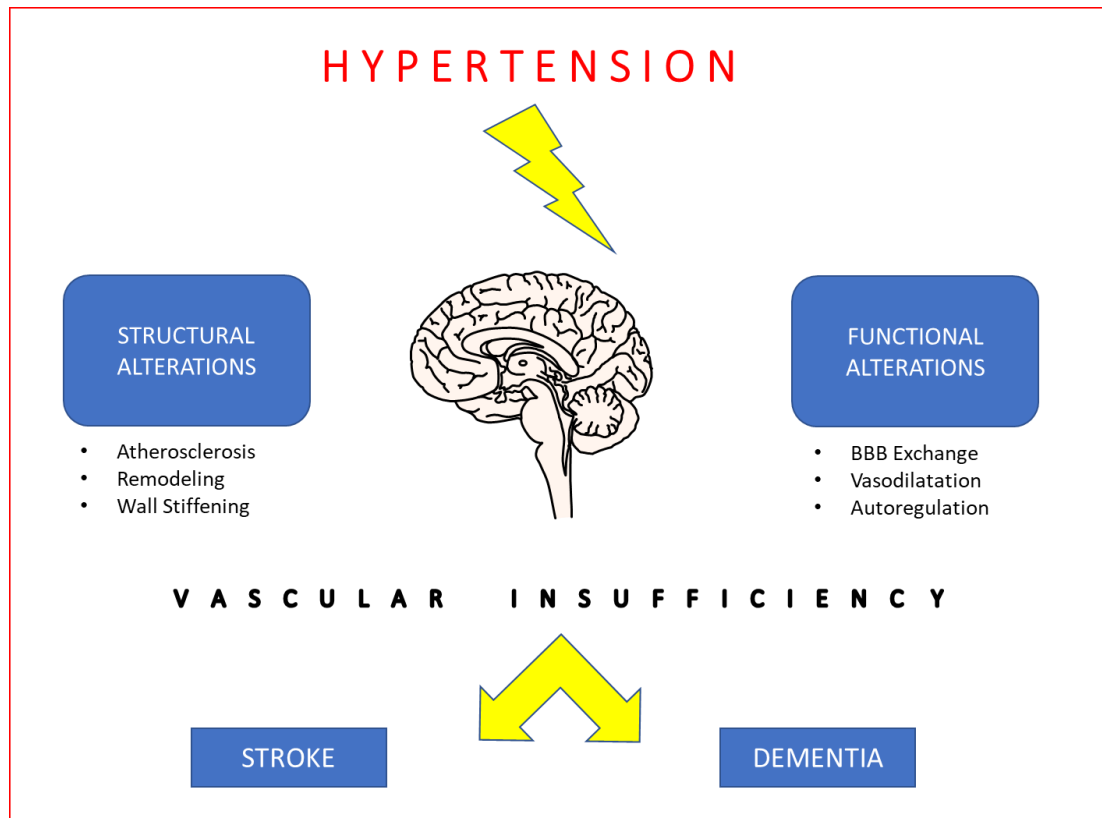 HYPERTENSION
STRUCTURAL
ALTERATIONS
• Atherosclerosis
• Remodeling
• Wall Stiffening
FUNCTIONAL
ALTERATIONS
• BBB Exchange
• Vasodilatation
• Autoregulation
VASCULAR INSUFFICIENCY
STROKE
DEMENTIA